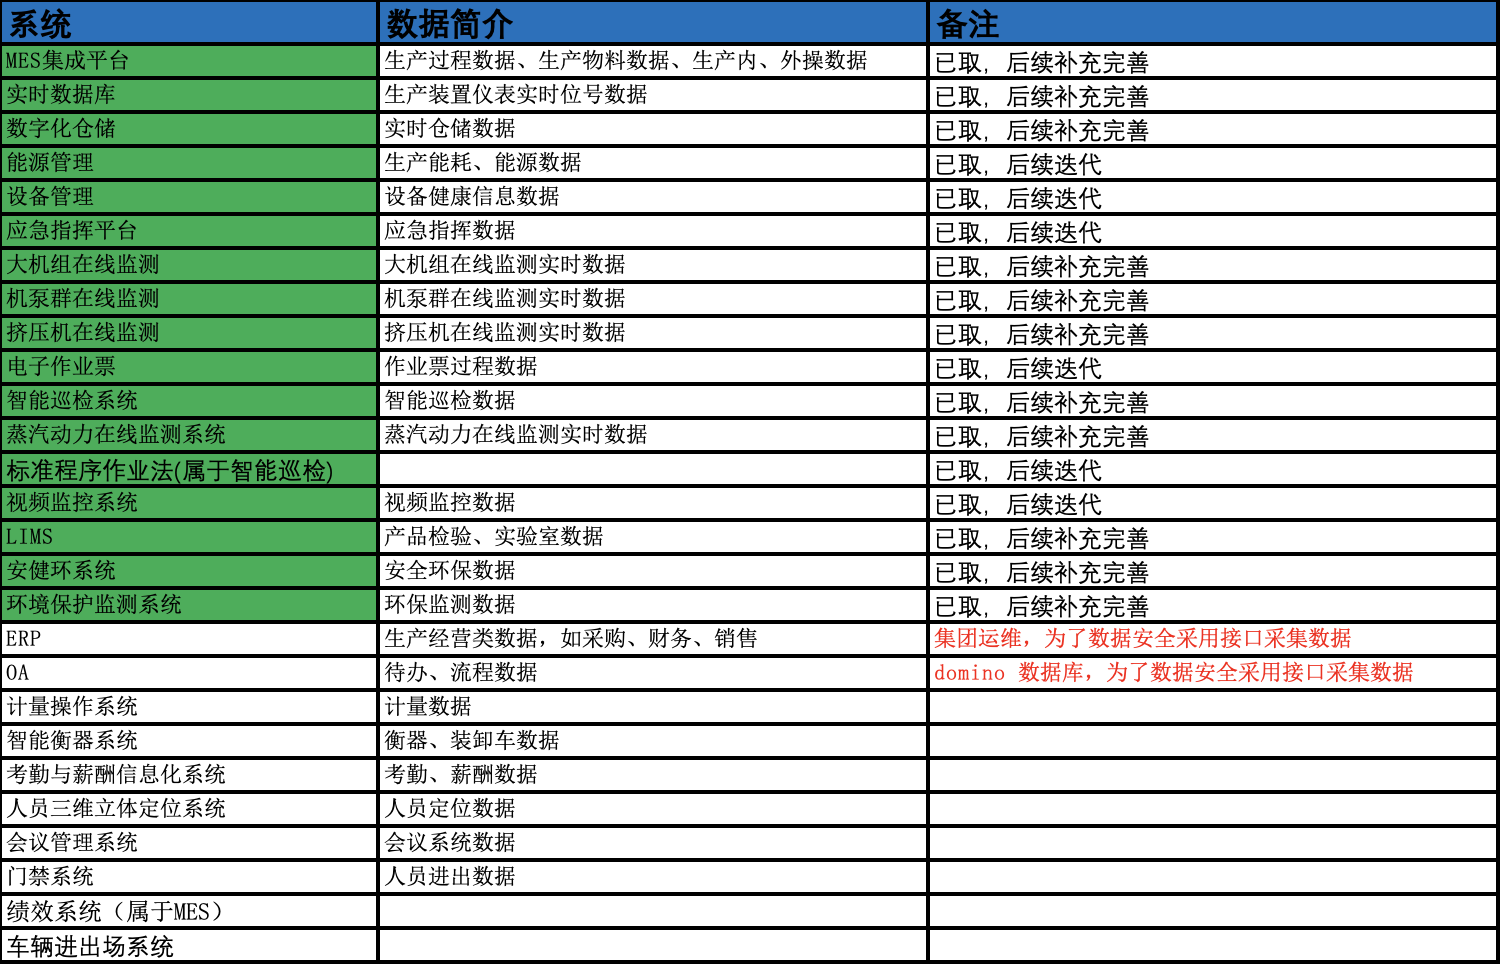 系统 数据简介 备注
MES集成平台 生产过程数据、生产物料数据、生产内、外操数据 已取，后续补充完善
实时数据库 生产装置仪表实时位号数据 已取，后续补充完善
数字化仓储 实时仓储数据 已取，后续补充完善
能源管理 生产能耗、能源数据 已取，后续迭代
设备管理 设备健康信息数据 已取，后续迭代
应急指挥平台 应急指挥数据 已取，后续迭代
大机组在线监测 大机组在线监测实时数据 已取，后续补充完善
机泵群在线监测 机泵群在线监测实时数据 已取，后续补充完善
挤压机在线监测 挤压机在线监测实时数据 已取，后续补充完善
电子作业票 作业票过程数据 已取，后续迭代
智能巡检系统 智能巡检数据 已取，后续补充完善
蒸汽动力在线监测系统 蒸汽动力在线监测实时数据 已取，后续补充完善
标准程序作业法(属于智能巡检) 已取，后续迭代
视频监控系统 视频监控数据 已取，后续迭代
LIMS 产品检验、实验室数据 已取，后续补充完善
安健环系统 安全环保数据 已取，后续补充完善
环境保护监测系统 环保监测数据 已取，后续补充完善
ERP 生产经营类数据，如采购、财务、销售 集团运维，为了数据安全采用接口采集数据
OA 待办、流程数据 domino 数据库，为了数据安全采用接口采集数据
计量操作系统 计量数据
智能衡器系统 衡器、装卸车数据
考勤与薪酬信息化系统 考勤、薪酬数据
人员三维立体定位系统 人员定位数据
会议管理系统 会议系统数据
门禁系统 人员进出数据
绩效系统（属于MES）
车辆进出场系统